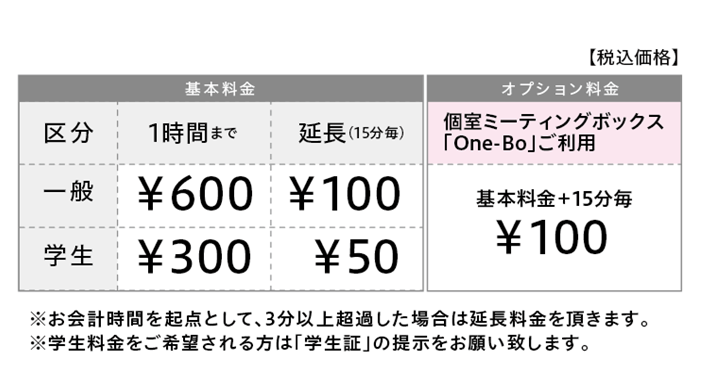 【税込価格】
基本料金 オプション料金
区分 1時間まで 延長(15分毎) 個室ミーティングボックス
「One-Bo」ご利用
一般 ¥600 ¥100 基本料金+15分毎
¥100
学生 ¥300 ¥50
※お会計時間を起点として、3分以上超過した場合は延長料金を頂きます。
※学生料金をご希望される方は「学生証」の提示をお願い致します。